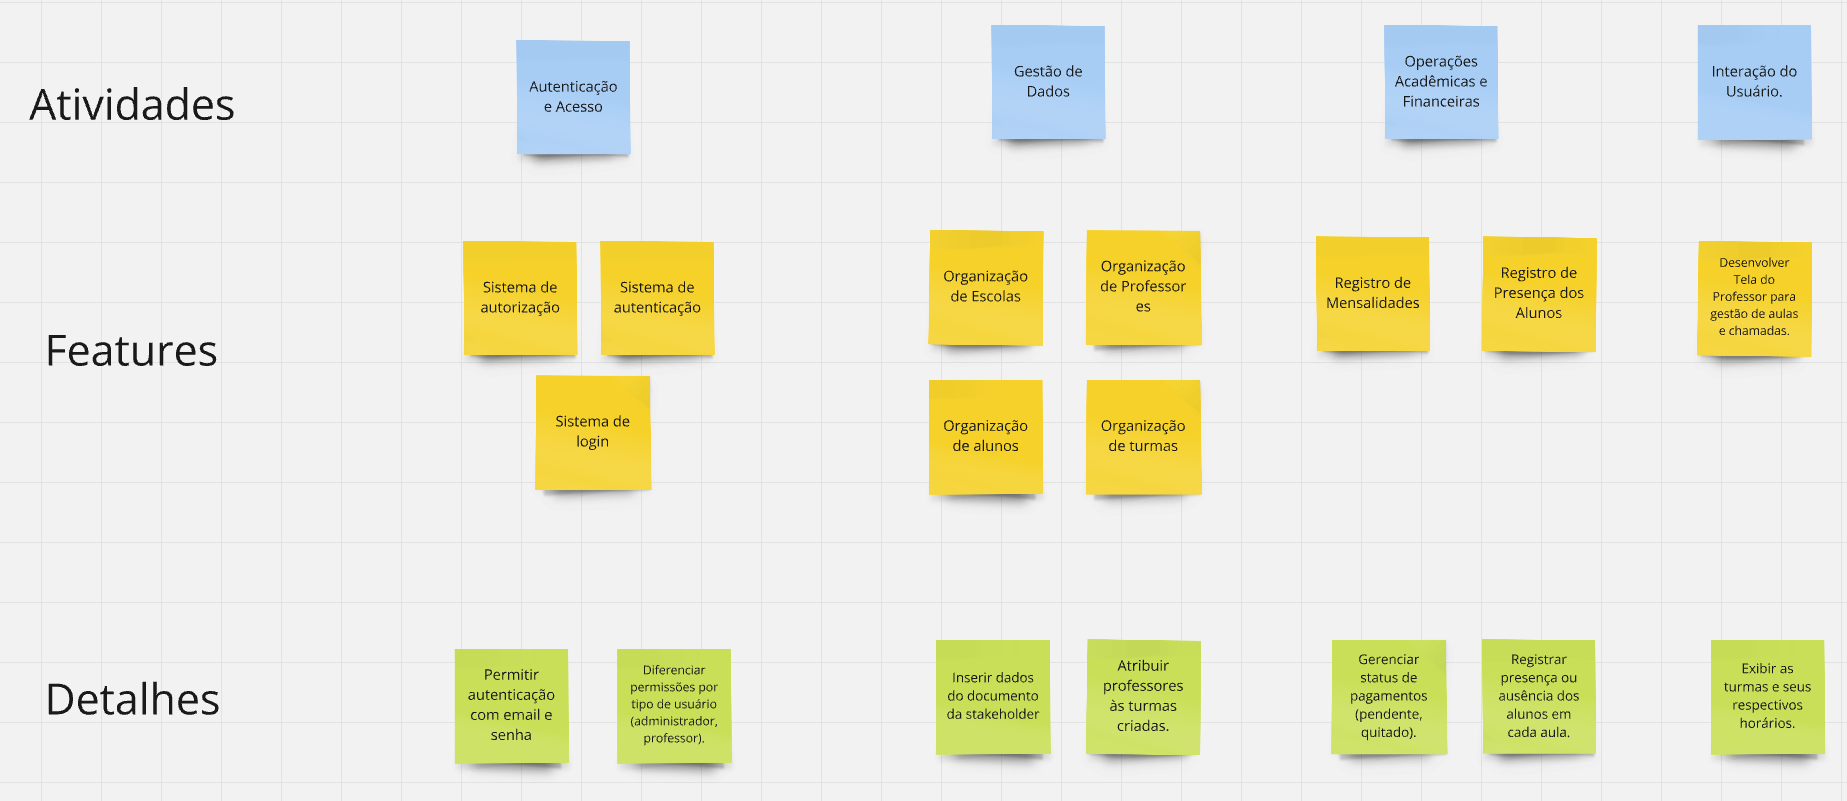 Atividades
Autenticação
e Acesso
Gestão de
Dados
Operações
Acadêmicas e
Financeiras
Interação do
Usuário.
Features
Sistema de
autorização
Sistema de
autenticação
Sistema de
login
Organização
de Escolas
Organização
de Professor
es
Organização
de alunos
Organização
de turmas
Registro de
Mensalidades
Registro de
Presença dos
Alunos
Desenvolver
Tela do
Professor para
gestão de aulas
e chamadas.
Detalhes
Permitir
autenticação
com email e
senha
Diferenciar
permissões por
tipo de usuário
(administrador,
professor).
Inserir dados
do documento
da stakeholder
Atribuir
professores
às turmas
criadas.
Gerenciar
status de
pagamentos
(pendente,
quitado).
Registrar
presença ou
ausência dos
alunos em
cada aula.
Exibir as
turmas e seus
respectivos
horários.